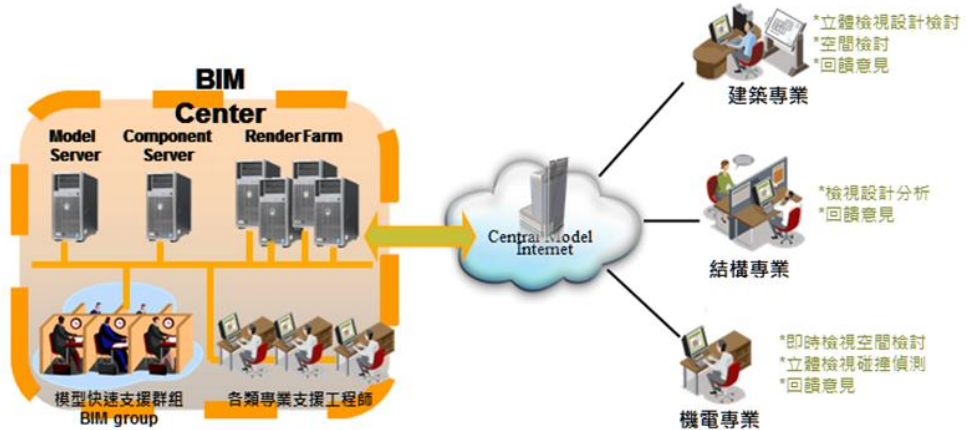 BIM
Center
Model
Server
Component
Server
Render Farm
模型快速支援群組
BIM group
各類專業支援工程師
Central Model
Internet
*立體檢視設計檢討
*空間檢討
*回饋意見
建築專業
*檢視設計分析
*回饋意見
結構專業
*即時檢視空間檢討
*立體檢視碰撞偵測
*回饋意見
機電專業